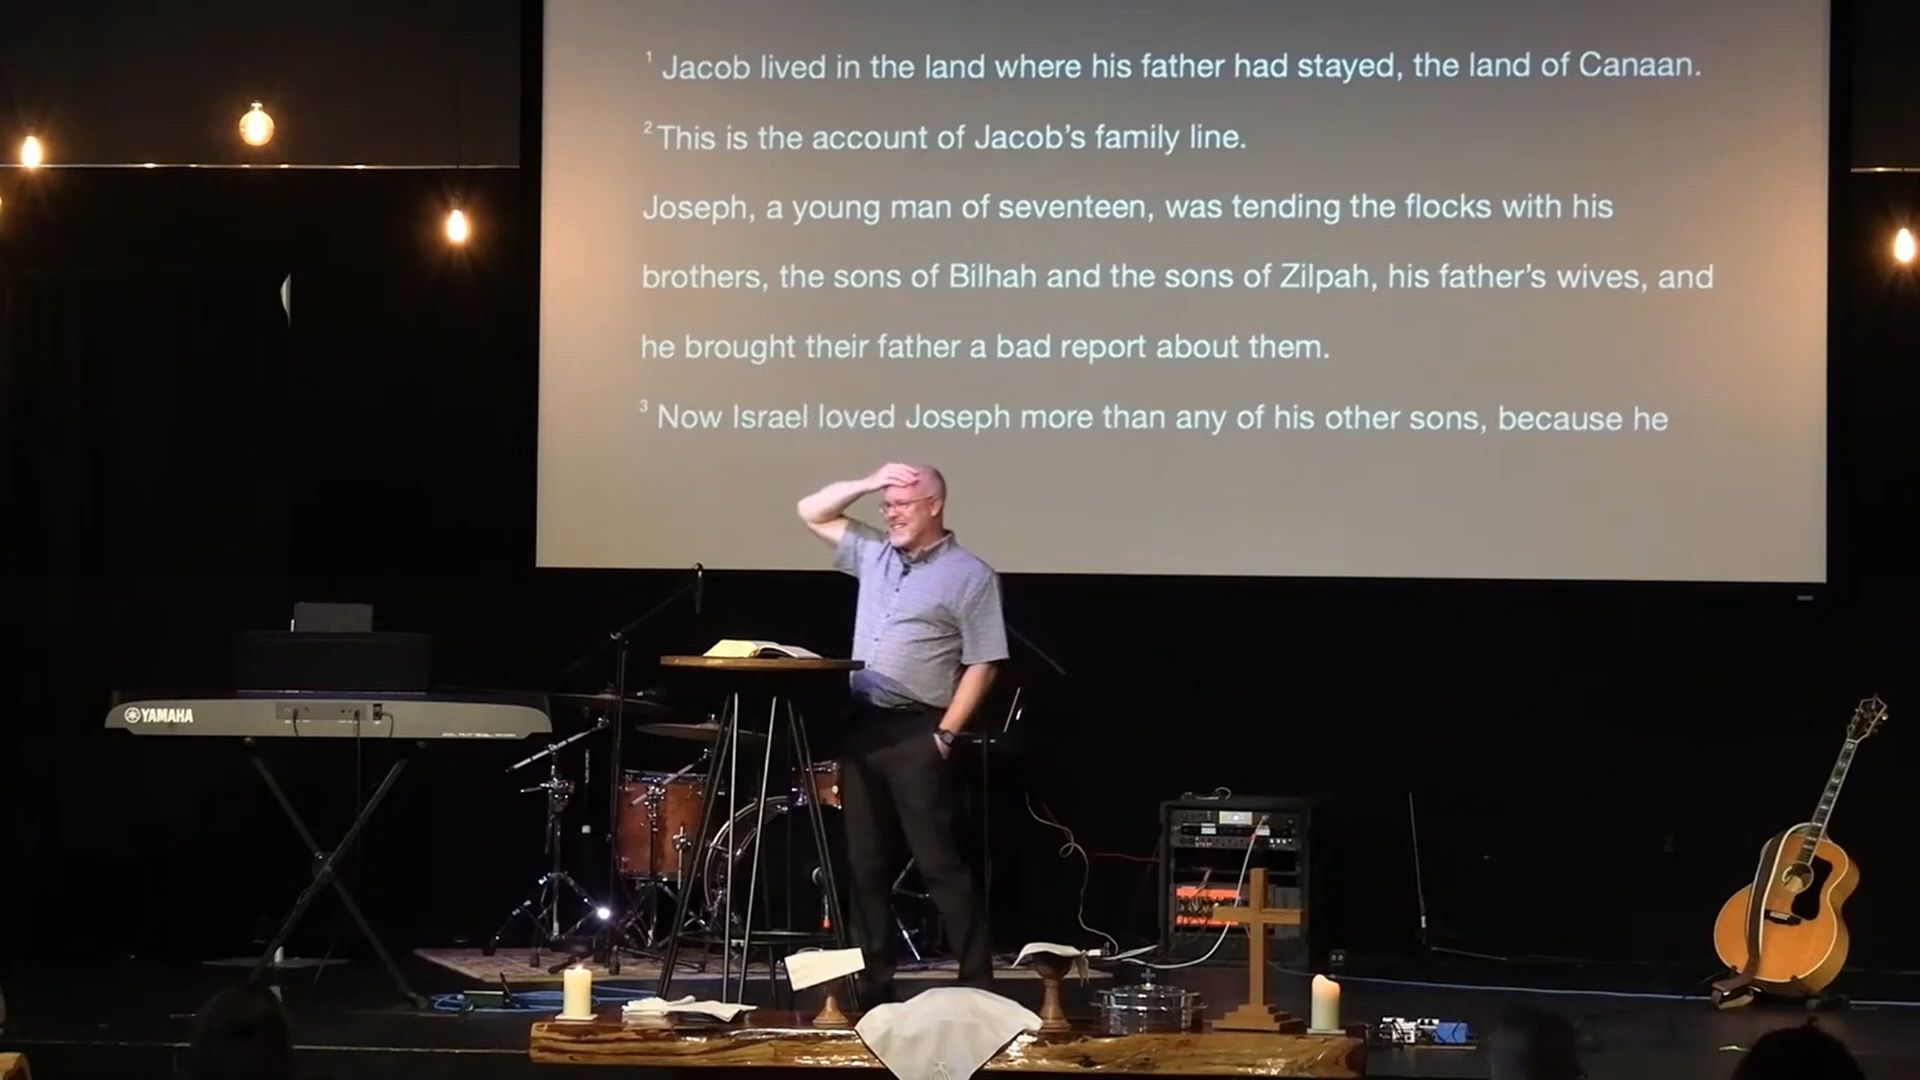 1 Jacob lived in the land where his father had stayed, the land of Canaan.
2 This is the account of Jacob's family line.
Joseph, a young man of seventeen, was tending the flocks with his
brothers, the sons of Bilhah and the sons of Zilpah, his father's wives, and
he brought their father a bad report about them.
3 Now Israel loved Joseph more than any of his other sons, because he
YAMAHA